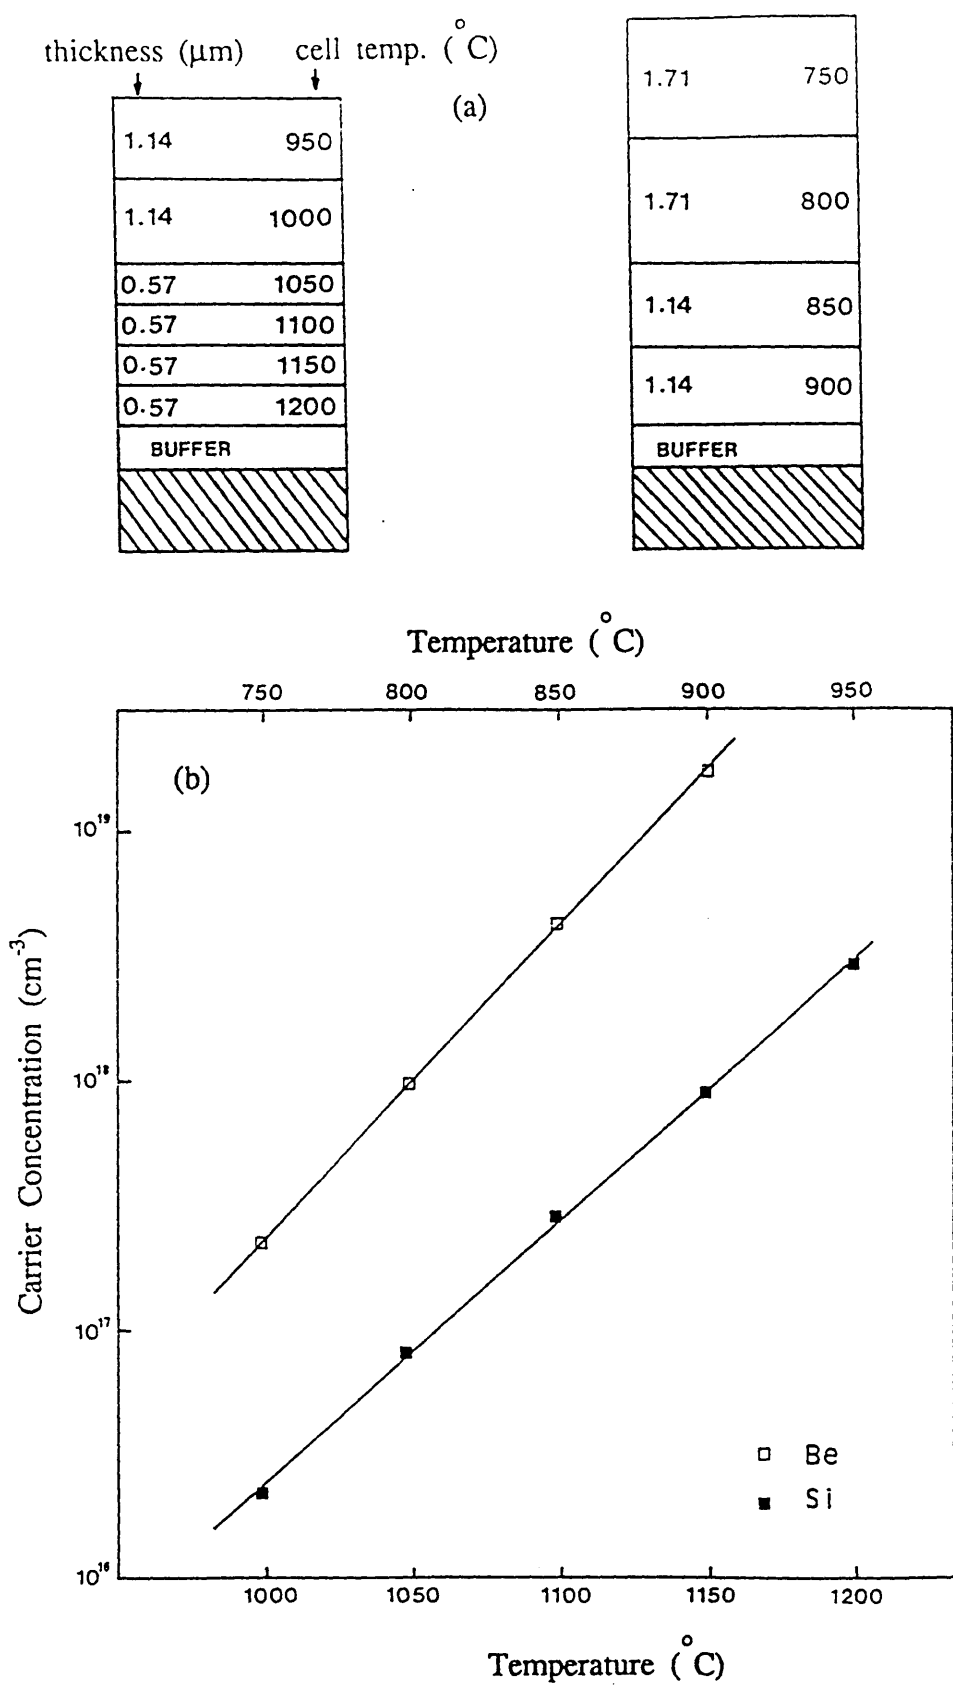 thickness (µm) cell temp. (°C)
(a)
1.14 950
1.14 1000
0.57 1050
0.57 1100
0.57 1150
0.57 1200
BUFFER
1.71 750
1.71 800
1.14 850
1.14 900
BUFFER
Temperature (°C)
750 800 850 900 950
(b)
10¹⁹
10¹⁸
10¹⁷
10¹⁶
Carrier Concentration (cm⁻³)
Be
Si
1000 1050 1100 1150 1200
Temperature (°C)